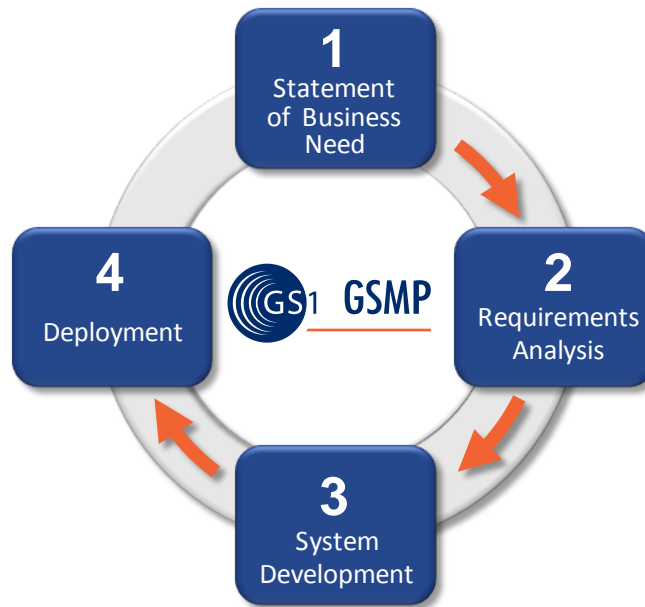 1
Statement
of Business
Need
4
Deployment
GS1 GSMP
2
Requirements
Analysis
3
System
Development